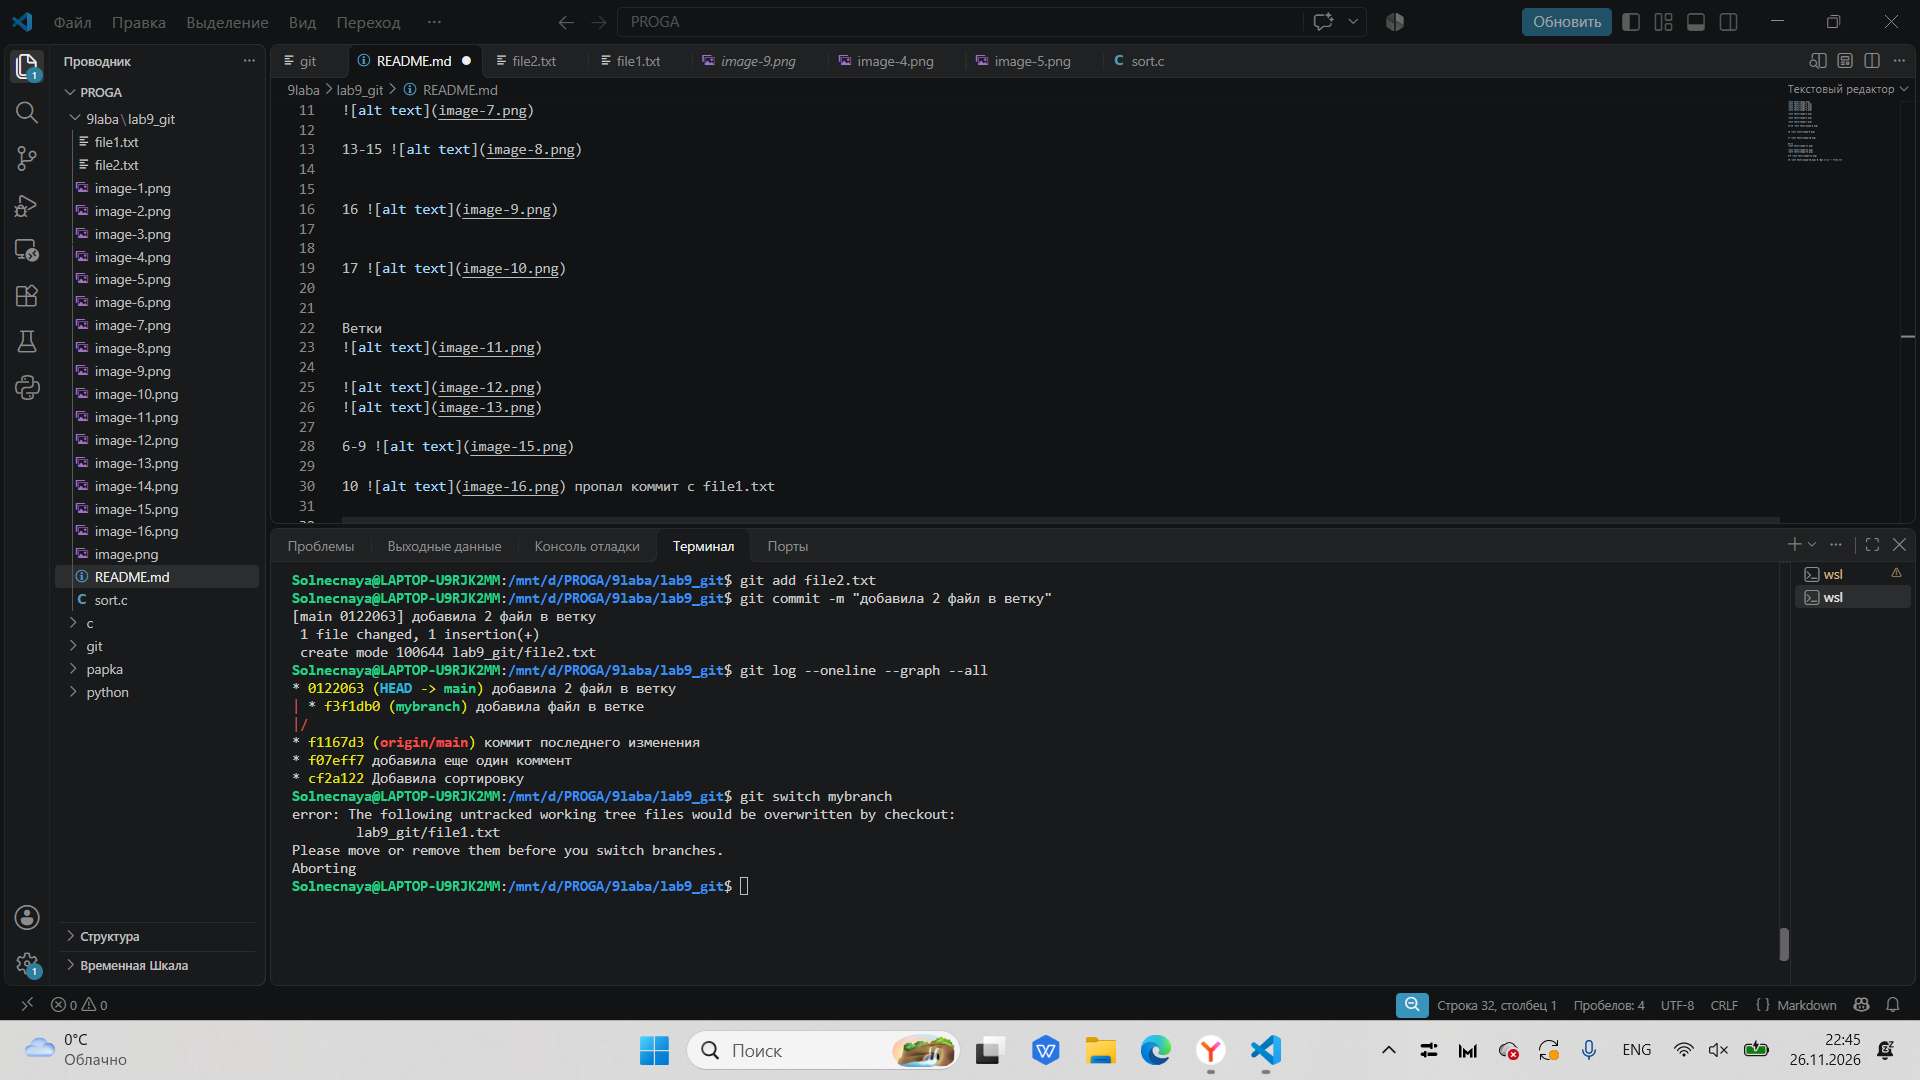 Файл Правка Выделение Вид Переход ···
PROGA
Обновить
Проводник
PROGA
9laba\lab9_git
file1.txt
file2.txt
image-1.png
image-2.png
image-3.png
image-4.png
image-5.png
image-6.png
image-7.png
image-8.png
image-9.png
image-10.png
image-11.png
image-12.png
image-13.png
image-14.png
image-15.png
image-16.png
image.png
README.md
sort.c
c
git
papka
python
Структура
Временная Шкала
git README.md file2.txt file1.txt image-9.png image-4.png image-5.png sort.c
9laba > lab9_git > README.md
Текстовый редактор
11 ![alt text](image-7.png)
12
13 13-15 ![alt text](image-8.png)
14
15
16 16 ![alt text](image-9.png)
17
18
19 17 ![alt text](image-10.png)
20
21
22 Ветки
23 ![alt text](image-11.png)
24
25 ![alt text](image-12.png)
26 ![alt text](image-13.png)
27
28 6-9 ![alt text](image-15.png)
29
30 10 ![alt text](image-16.png) пропал коммит с file1.txt
31
Проблемы Выходные данные Консоль отладки Терминал Порты
Solnecnaya@LAPTOP-U9RJK2MM:/mnt/d/PROGA/9laba/lab9_git$ git add file2.txt
Solnecnaya@LAPTOP-U9RJK2MM:/mnt/d/PROGA/9laba/lab9_git$ git commit -m "добавила 2 файл в ветку"
[main 0122063] добавила 2 файл в ветку
1 file changed, 1 insertion(+)
create mode 100644 lab9_git/file2.txt
Solnecnaya@LAPTOP-U9RJK2MM:/mnt/d/PROGA/9laba/lab9_git$ git log --oneline --graph --all
* 0122063 (HEAD -> main) добавила 2 файл в ветку
| * f3f1db0 (mybranch) добавила файл в ветке
|/
* f1167d3 (origin/main) коммит последнего изменения
* f07eff7 добавила еще один коммент
* cf2a122 Добавила сортировку
Solnecnaya@LAPTOP-U9RJK2MM:/mnt/d/PROGA/9laba/lab9_git$ git switch mybranch
error: The following untracked working tree files would be overwritten by checkout:
lab9_git/file1.txt
Please move or remove them before you switch branches.
Aborting
Solnecnaya@LAPTOP-U9RJK2MM:/mnt/d/PROGA/9laba/lab9_git$
wsl
wsl
1
1
0 0
Строка 32, столбец 1 Пробелов: 4 UTF-8 CRLF { } Markdown
0°C
Облачно
Поиск
ENG
22:45
26.11.2026